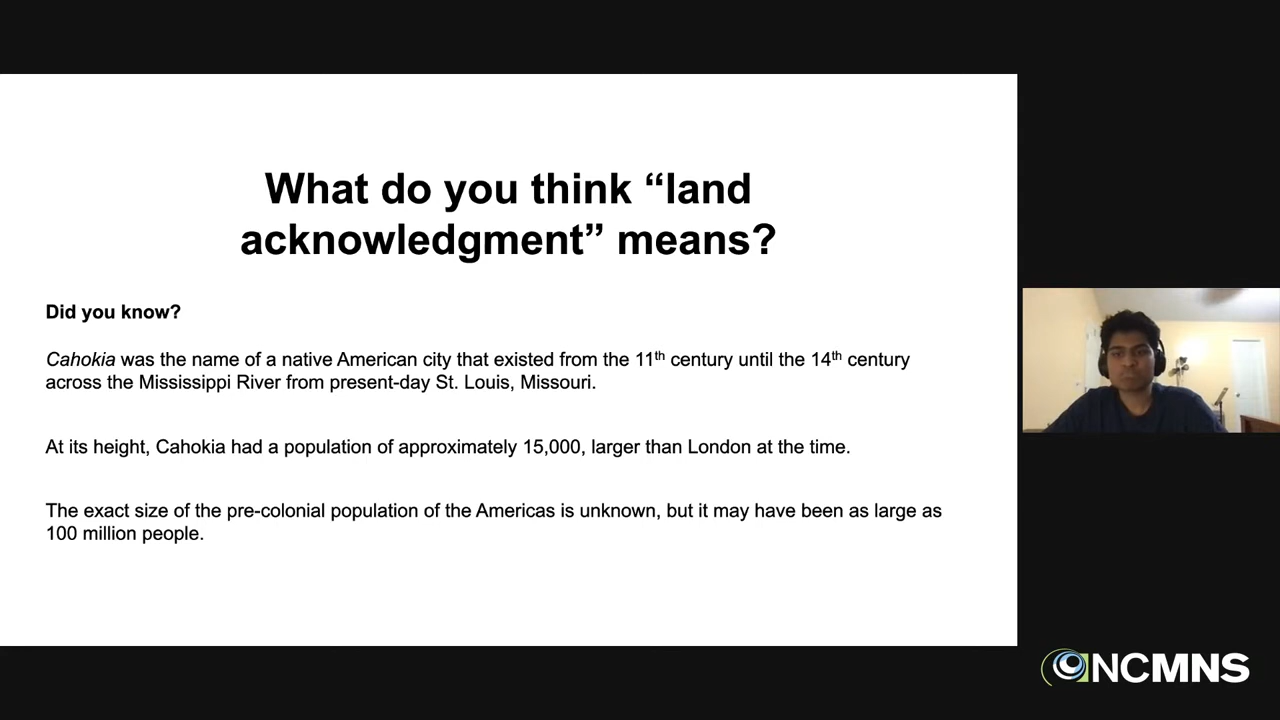 What do you think “land
acknowledgment” means?
Did you know?
Cahokia was the name of a native American city that existed from the 11th century until the 14th century
across the Mississippi River from present-day St. Louis, Missouri.
At its height, Cahokia had a population of approximately 15,000, larger than London at the time.
The exact size of the pre-colonial population of the Americas is unknown, but it may have been as large as
100 million people.
NCMNS